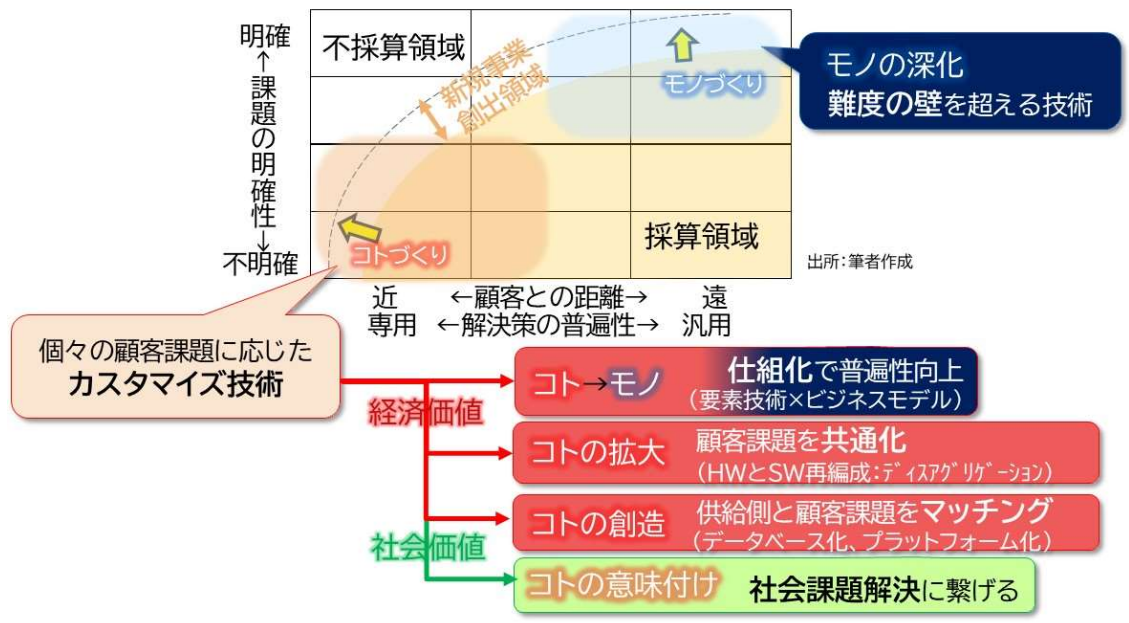 明確
←課題の明確性→
不明確
不採算領域
新規事業
創出領域
モノづくり
コトづくり
採算領域
モノの深化
難度の壁を超える技術
出所:筆者作成
近 ←顧客との距離→ 遠
専用 ←解決策の普遍性→ 汎用
個々の顧客課題に応じた
カスタマイズ技術
経済価値
社会価値
コト→モノ 仕組化で普遍性向上
(要素技術×ビジネスモデル)
コトの拡大 顧客課題を共通化
(HWとSW再編成:ディスアグリゲーション)
コトの創造 供給側と顧客課題をマッチング
(データベース化、プラットフォーム化)
コトの意味付け 社会課題解決に繋げる